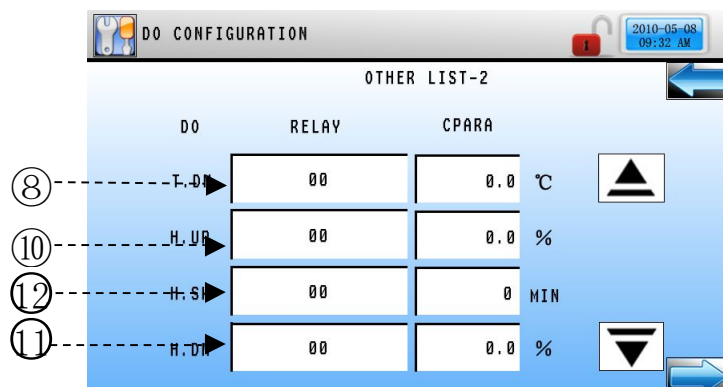 DO CONFIGURATION
1
2010-05-08
09:32 AM
OTHER LIST-2
DO RELAY CPARA
⑧ T.DN 00 0.0 ℃
⑩ H.UP 00 0.0 %
⑫ 00 0 MIN
⑪ H.DN 00 0.0 %